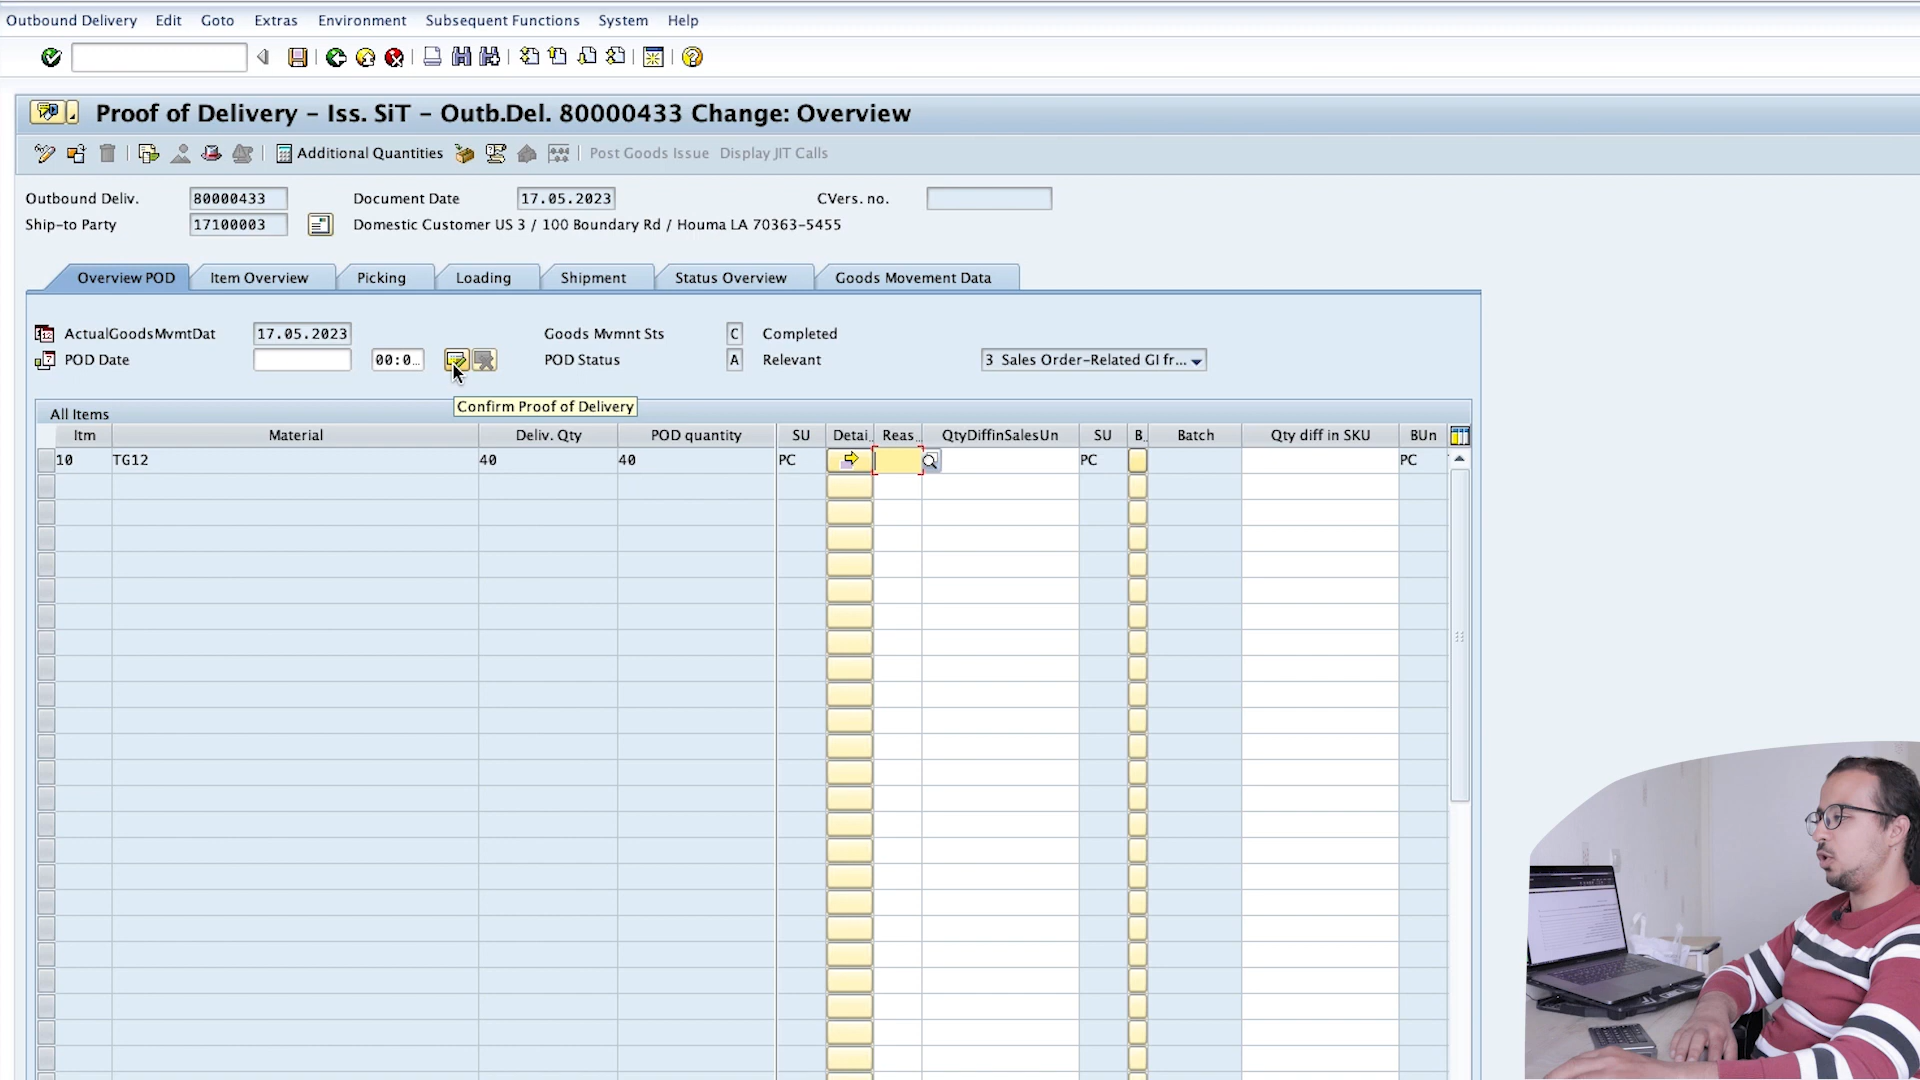 Outbound Delivery Edit Goto Extras Environment Subsequent Functions System Help
Proof of Delivery - Iss. SiT - Outb.Del. 80000433 Change: Overview
Additional Quantities Post Goods Issue Display JIT Calls
Outbound Deliv. 80000433 Document Date 17.05.2023 CVers. no.
Ship-to Party 17100003 Domestic Customer US 3 / 100 Boundary Rd / Houma LA 70363-5455
Overview POD Item Overview Picking Loading Shipment Status Overview Goods Movement Data
ActualGoodsMvmtDat 17.05.2023 Goods Mvmnt Sts C Completed
POD Date 00:0... POD Status A Relevant 3 Sales Order-Related GI fr...
Confirm Proof of Delivery
All Items
Itm Material Deliv. Qty POD quantity SU Detai.. Reas... QtyDiffinSalesUn SU B.. Batch Qty diff in SKU BUn
10 TG12 40 40 PC PC PC